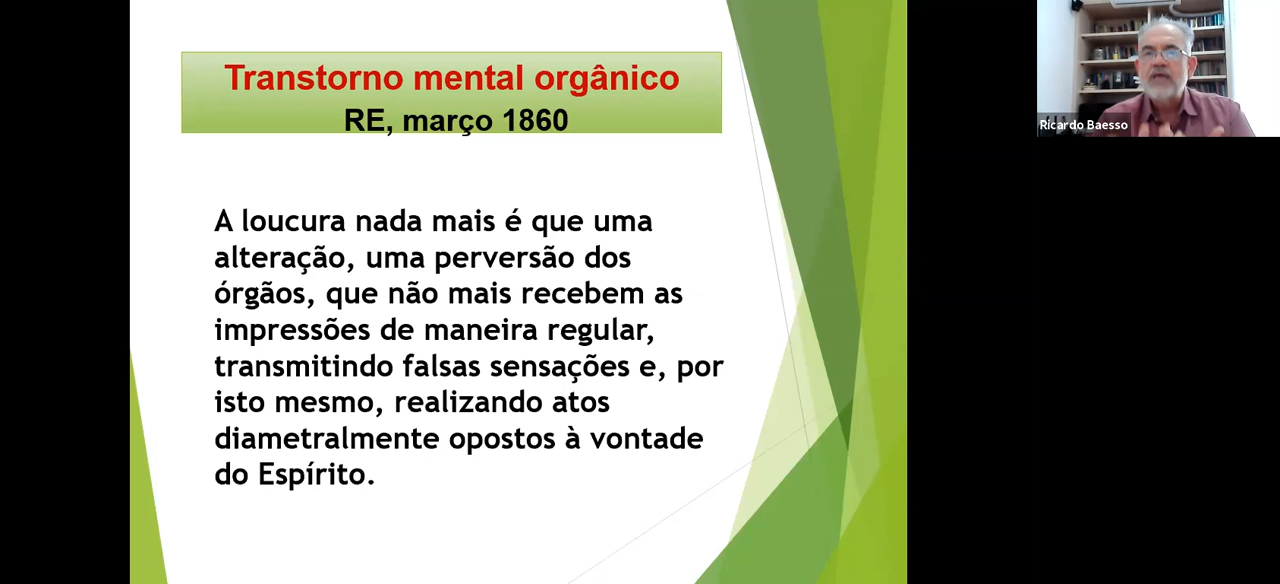 Transtorno mental orgânico
RE, março 1860
A loucura nada mais é que uma
alteração, uma perversão dos
órgãos, que não mais recebem as
impressões de maneira regular,
transmitindo falsas sensações e, por
isto mesmo, realizando atos
diametralmente opostos à vontade
do Espírito.
Ricardo Baesso